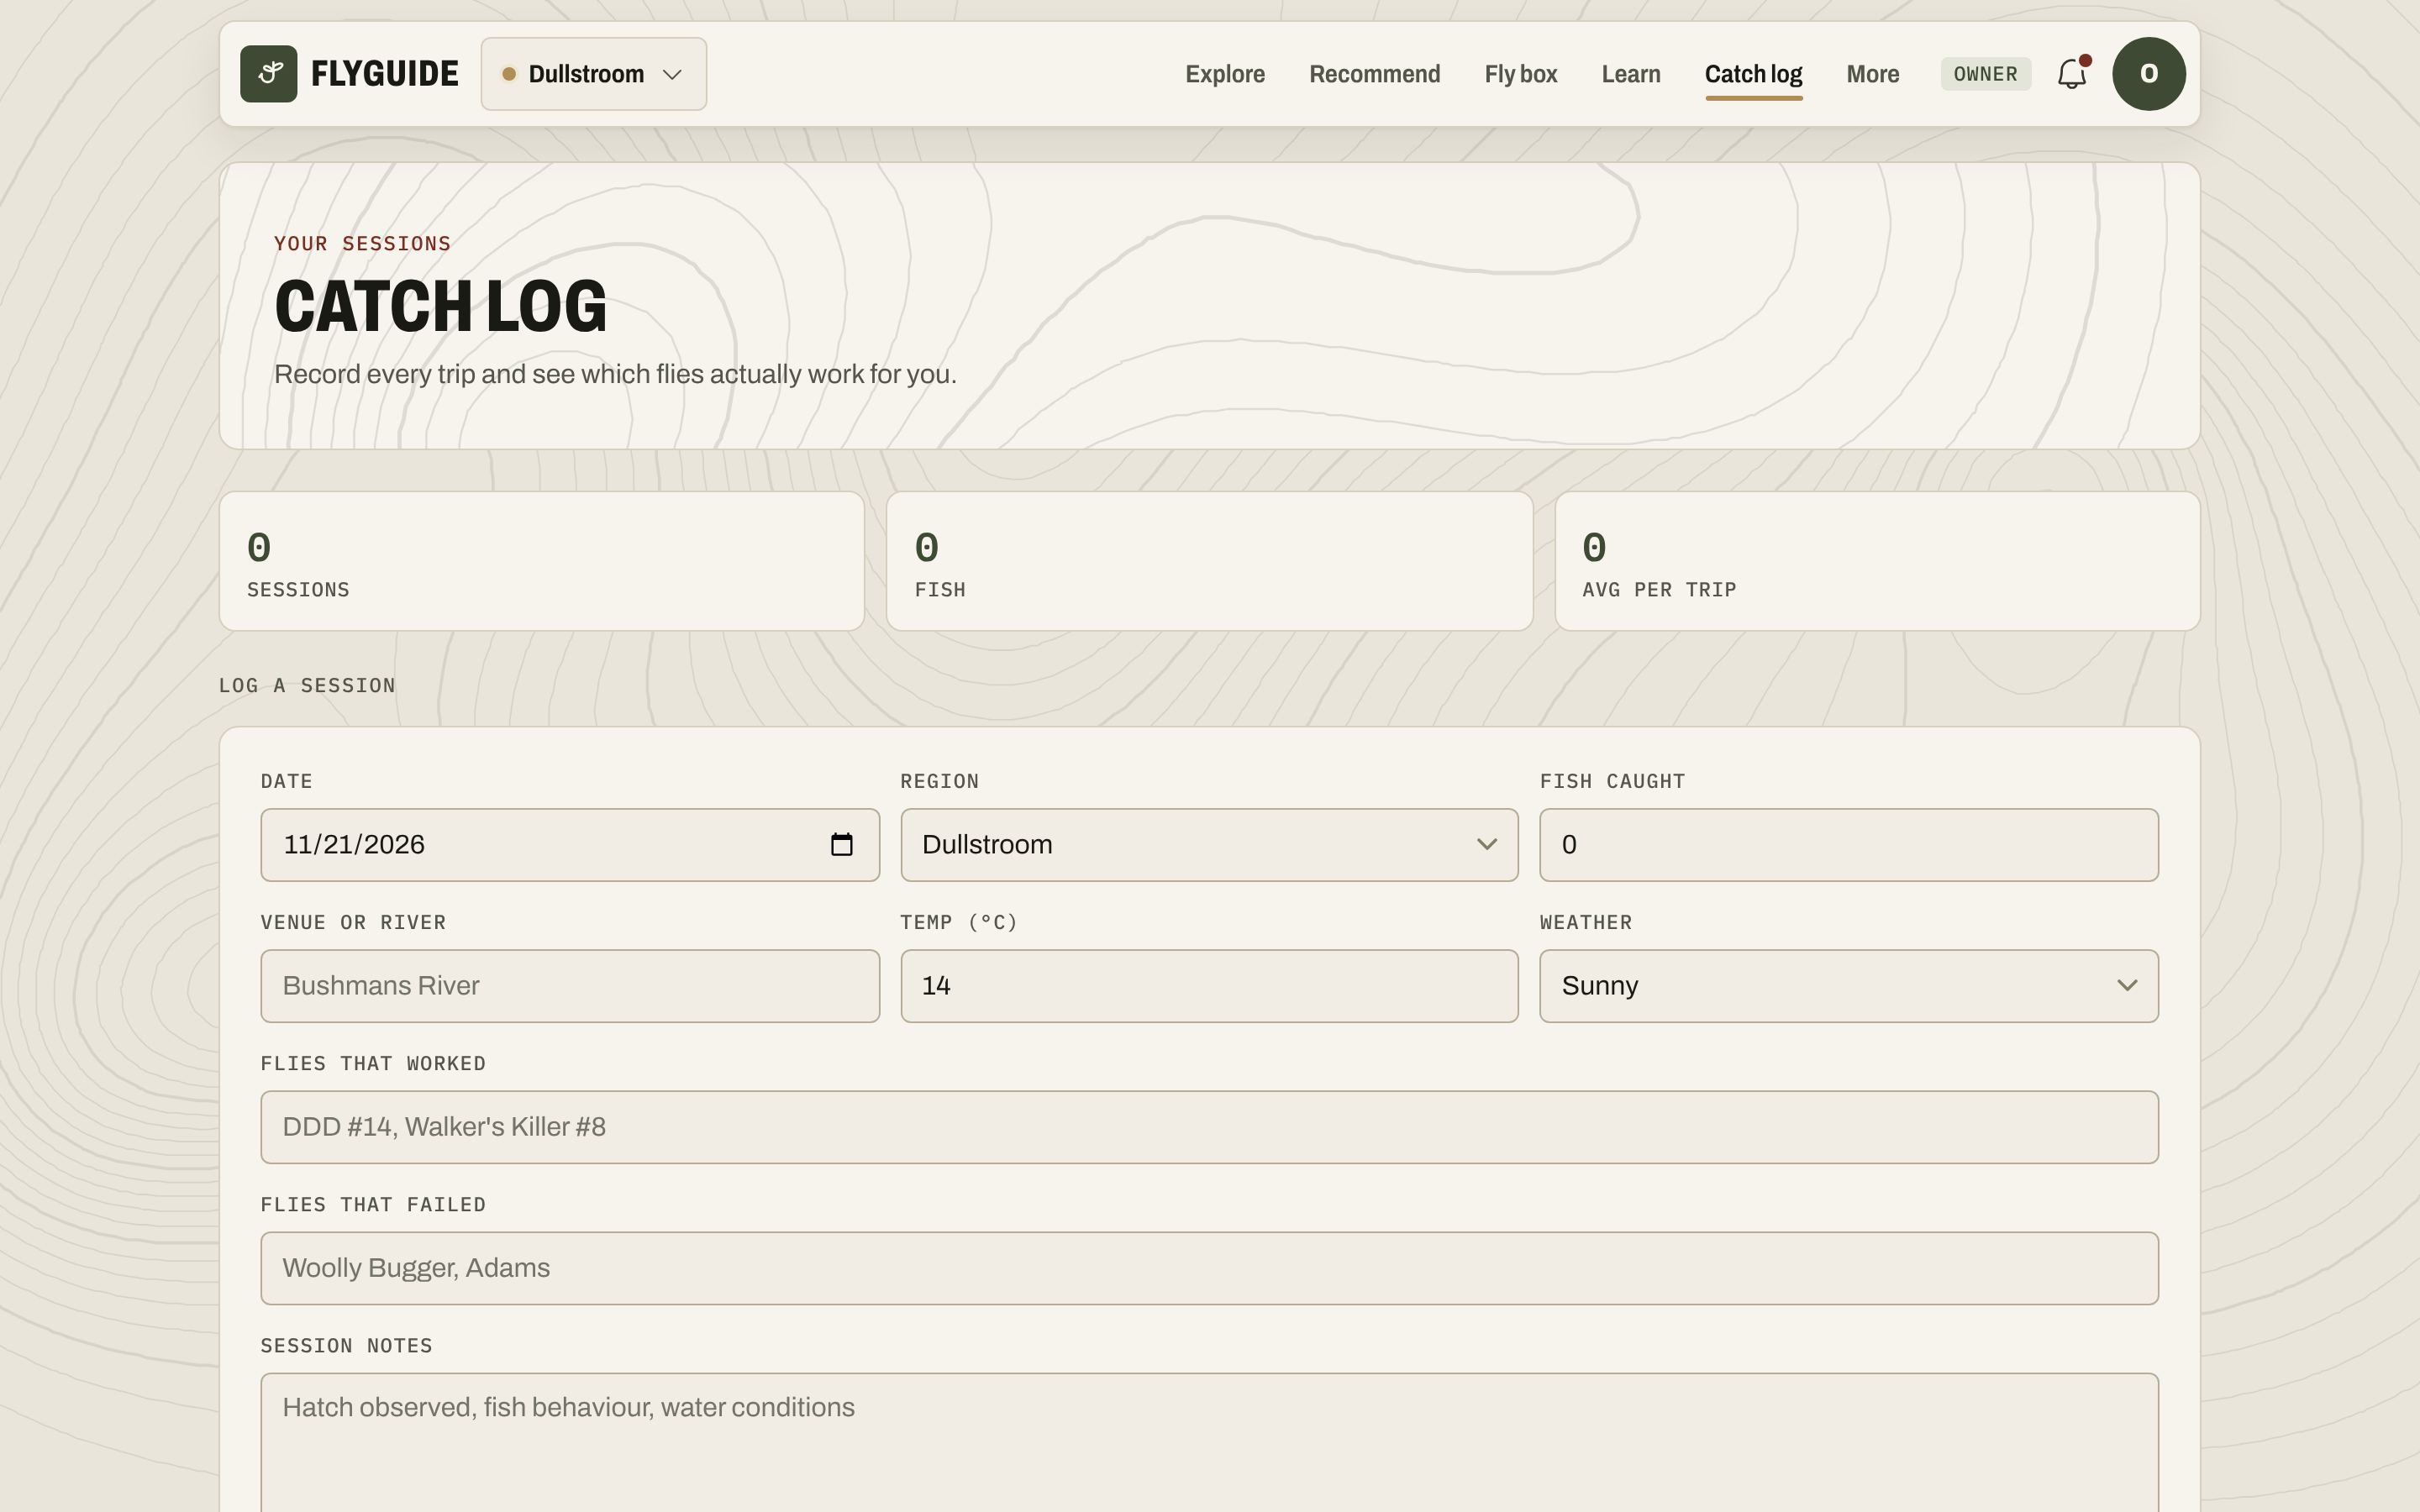 FLYGUIDE
Dullstroom
Explore Recommend Fly box Learn Catch log More OWNER O
YOUR SESSIONS
CATCH LOG
Record every trip and see which flies actually work for you.
0 0 0
SESSIONS FISH AVG PER TRIP
LOG A SESSION
DATE REGION FISH CAUGHT
11/21/2026 Dullstroom 0
VENUE OR RIVER TEMP (°C) WEATHER
Bushmans River 14 Sunny
FLIES THAT WORKED
DDD #14, Walker's Killer #8
FLIES THAT FAILED
Woolly Bugger, Adams
SESSION NOTES
Hatch observed, fish behaviour, water conditions